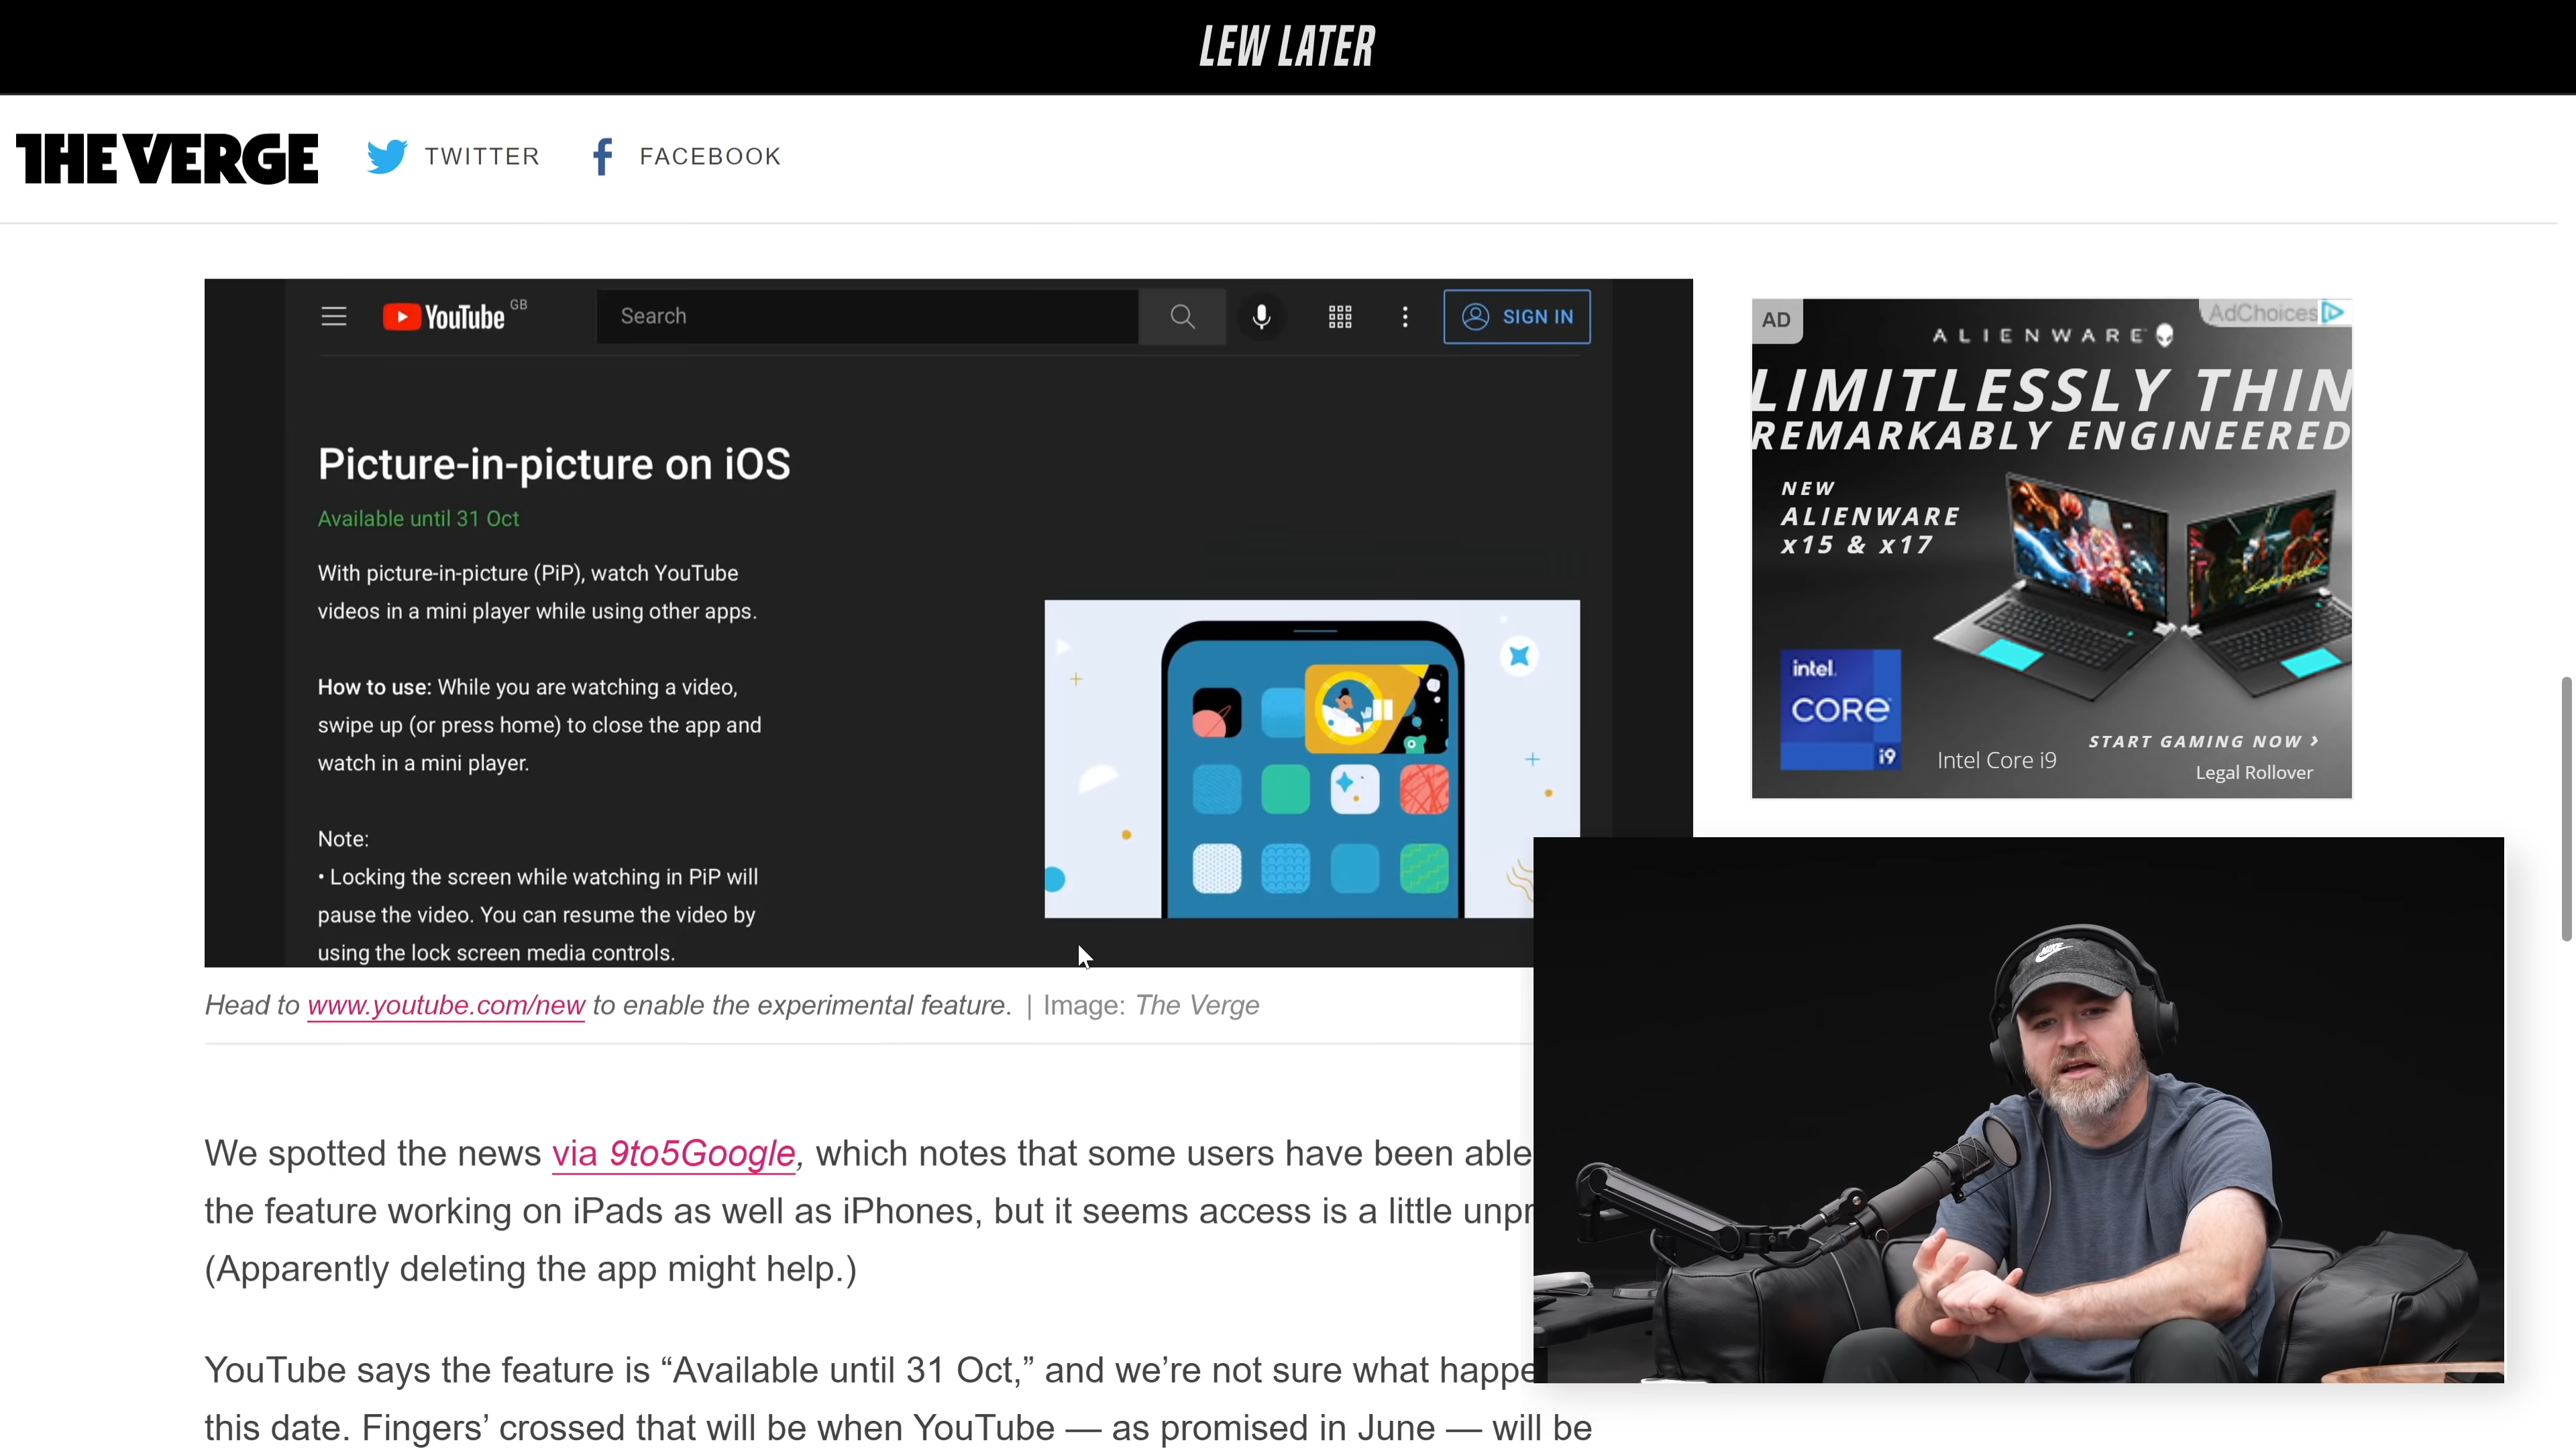 LEW LATER
THE VERGE
TWITTER
FACEBOOK
YouTube GB
Search
SIGN IN
Picture-in-picture on iOS
Available until 31 Oct
With picture-in-picture (PiP), watch YouTube
videos in a mini player while using other apps.
How to use: While you are watching a video,
swipe up (or press home) to close the app and
watch in a mini player.
Note:
• Locking the screen while watching in PiP will
pause the video. You can resume the video by
using the lock screen media controls.
AD
AdChoices
ALIENWARE
LIMITLESSLY THIN
REMARKABLY ENGINEERED
NEW
ALIENWARE
x15 & x17
intel.
CORE
i9
Intel Core i9
START GAMING NOW ›
Legal Rollover
Head to www.youtube.com/new to enable the experimental feature. | Image: The Verge
We spotted the news via 9to5Google, which notes that some users have been able
the feature working on iPads as well as iPhones, but it seems access is a little
(Apparently deleting the app might help.)
YouTube says the feature is “Available until 31 Oct,” and we’re not sure what
this date. Fingers’ crossed that will be when YouTube — as promised in June — will be